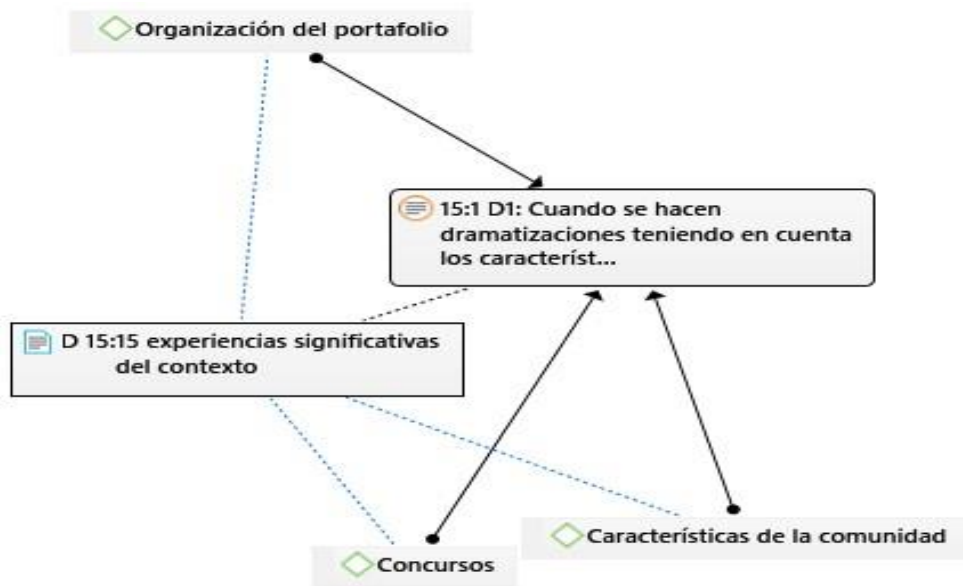 Organización del portafolio
15:1 D1: Cuando se hacen
dramatizaciones teniendo en cuenta
los característ...
D 15:15 experiencias significativas
del contexto
Características de la comunidad
Concursos